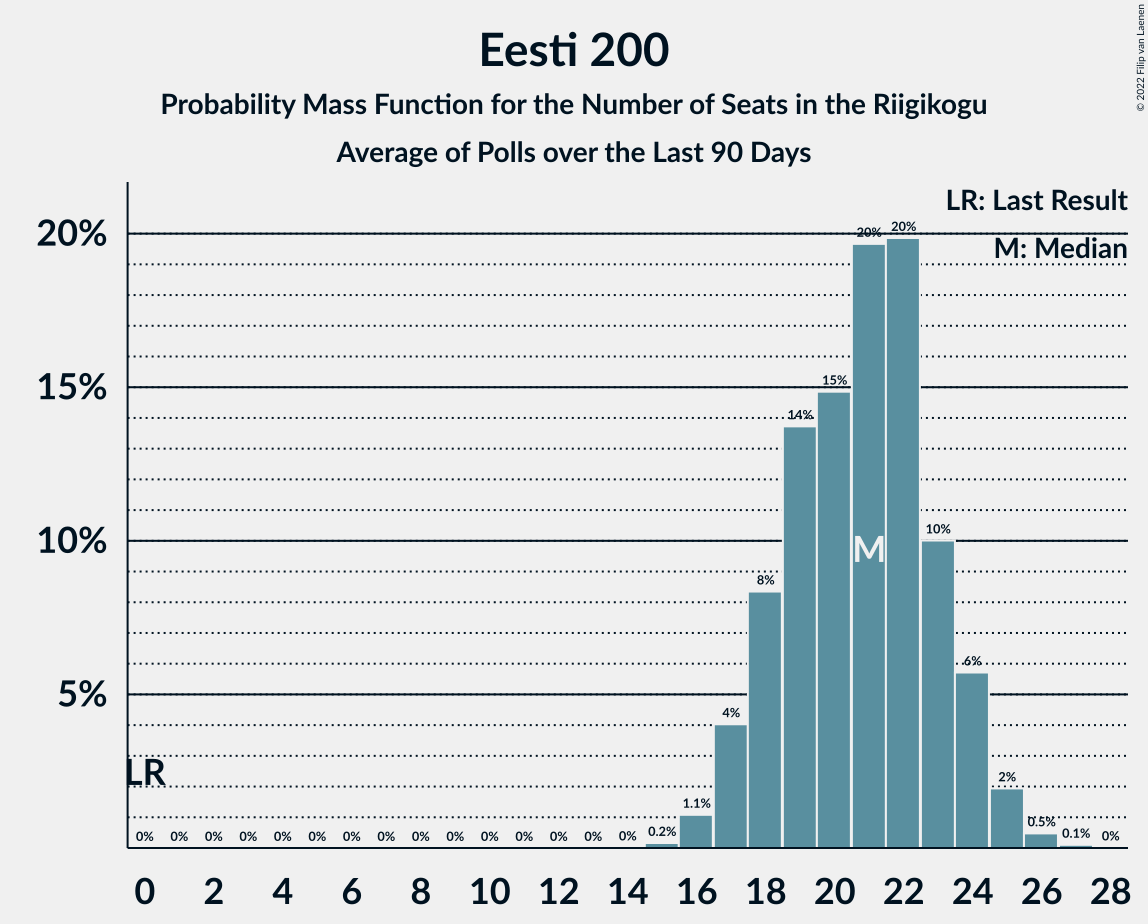 Eesti 200
Probability Mass Function for the Number of Seats in the Riigikogu
Average of Polls over the Last 90 Days
© 2022 Filip van Laenen
LR: Last Result
M: Median
20%
15%
10%
5%
20% 20%
15%
14%
10%
8%
6%
4%
2%
1.1%
0.5%
0.2%
0.1%
M
LR
0% 0% 0% 0% 0% 0% 0% 0% 0% 0% 0% 0% 0% 0% 0% 0%
0 2 4 6 8 10 12 14 16 18 20 22 24 26 28